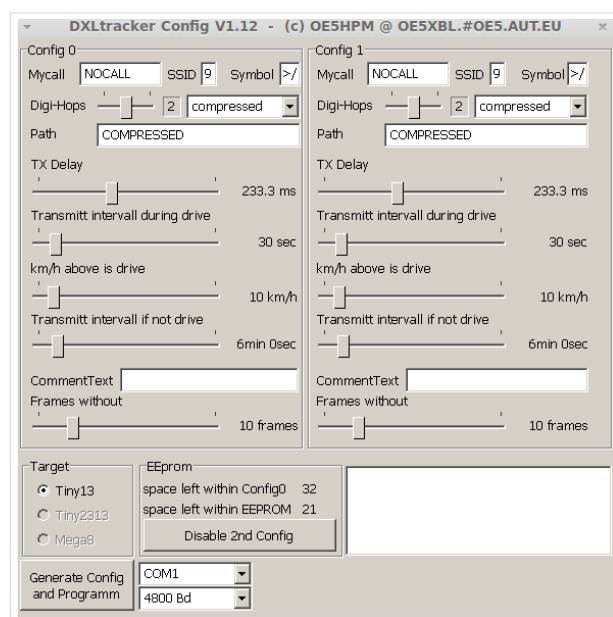 DXLtracker Config V1.12 - (c) OE5HPM @ OE5XBL.#OE5.AUT.EU
Config 0
Mycall NOCALL SSID 9 Symbol >/
Digi-Hops 2 compressed
Path COMPRESSED
TX Delay
233.3 ms
Transmitt intervall during drive
30 sec
km/h above is drive
10 km/h
Transmitt intervall if not drive
6min 0sec
CommentText
Frames without
10 frames
Config 1
Mycall NOCALL SSID 9 Symbol >/
Digi-Hops 2 compressed
Path COMPRESSED
TX Delay
233.3 ms
Transmitt intervall during drive
30 sec
km/h above is drive
10 km/h
Transmitt intervall if not drive
6min 0sec
CommentText
Frames without
10 frames
Target
Tiny13
Tiny2313
Mega8
EEprom
space left within Config0 32
space left within EEPROM 21
Disable 2nd Config
Generate Config
and Programm
COM1
4800 Bd